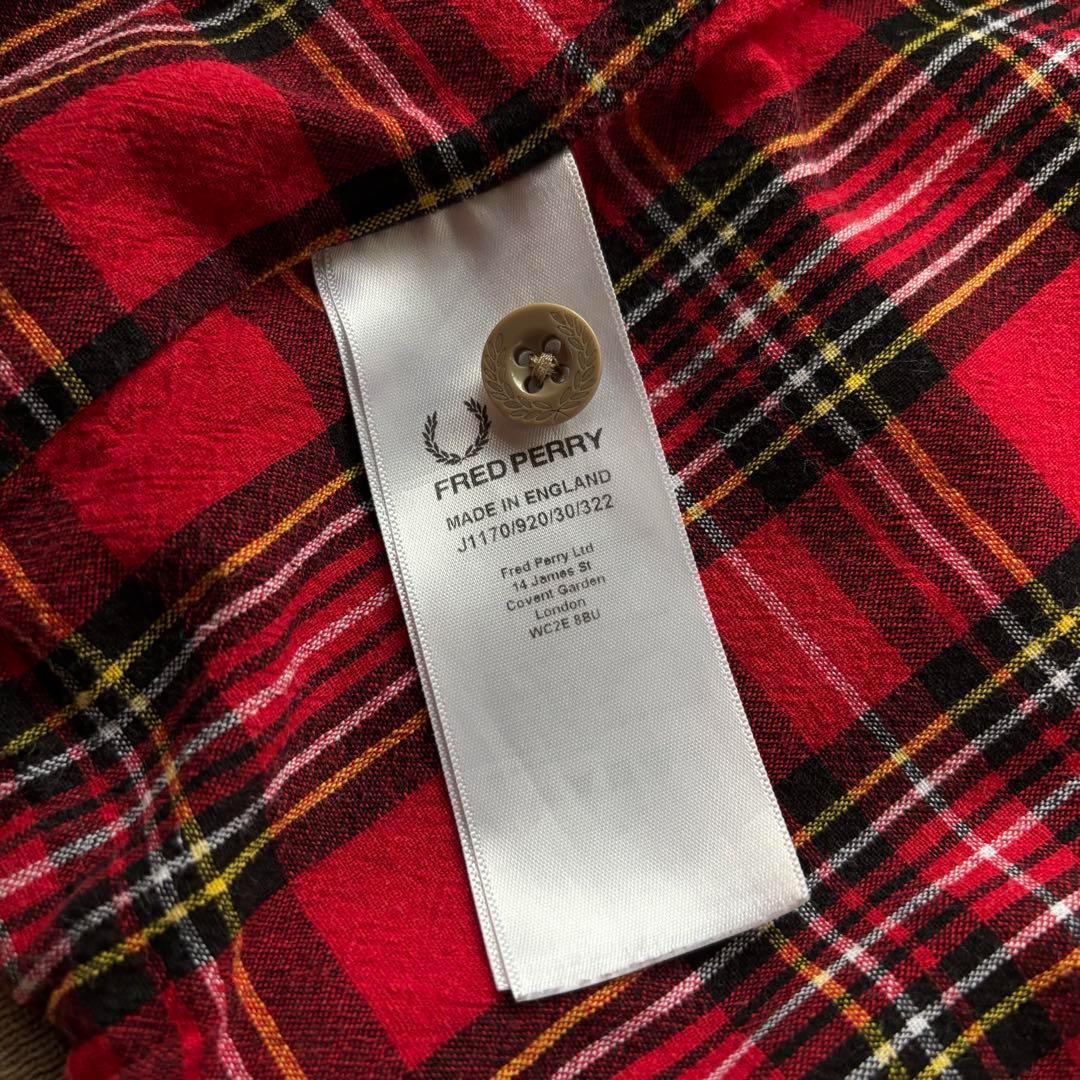 FRED PERRY
MADE IN ENGLAND
J1170/920/30/322
Fred Perry Ltd
14 James St
Covent Garden
London
WC2E 8BU